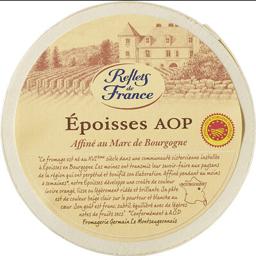 Reflets
de
France
Époisses AOP
Affiné au Marc de Bourgogne
"Ce fromage est né au XVIème siècle dans une communauté cistercienne installée
à Époisses en Bourgogne. Les moines ont transmis leur savoir-faire aux paysans
de la région qui ont perpétué et bonifié son élaboration. Affiné pendant au moins
4 semaines*, notre Époisses développe une croûte de couleur
ivoire orangé, lisse ou légèrement ridée et brillante. Sa pâte est
de couleur beige clair sur le pourtour et blanche au
cœur. Son goût est franc, subtil, équilibré avec de légères
notes de fruits secs." *Conformément à l'AOP
Fromagerie Germain Le Montsaugeonnais